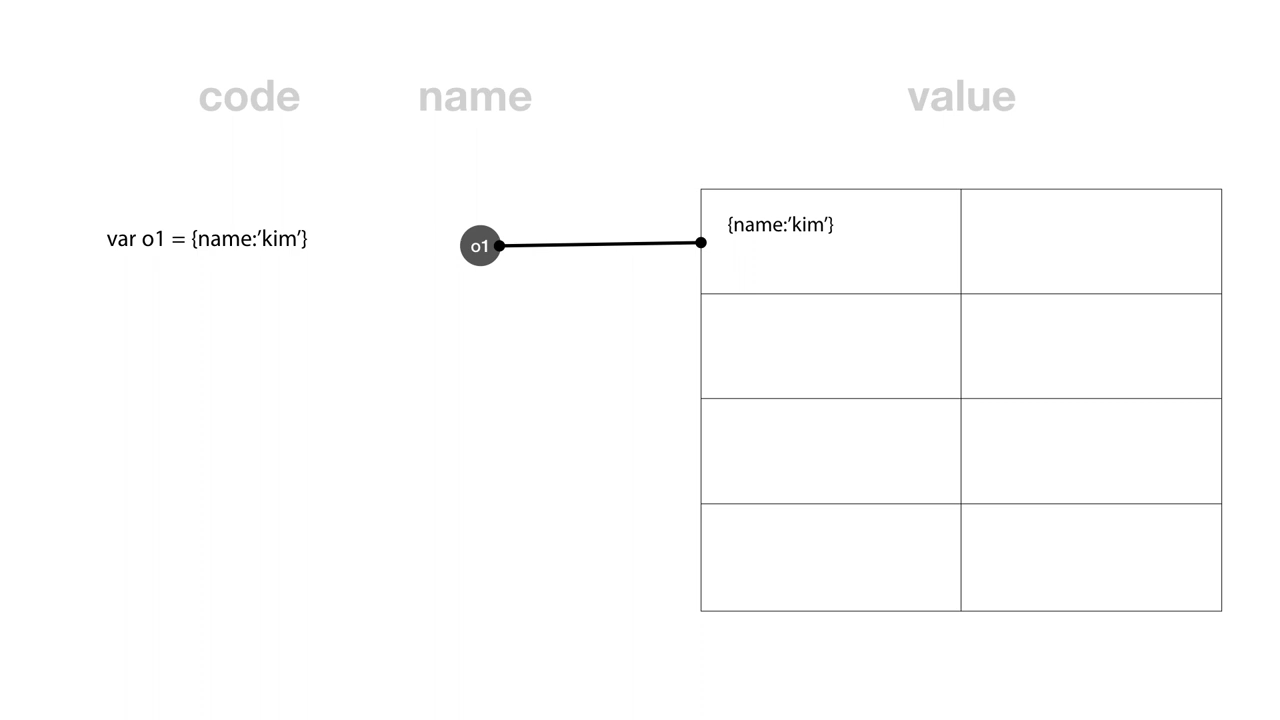 code name value
var o1 = {name:’kim’}
o1
{name:’kim’}